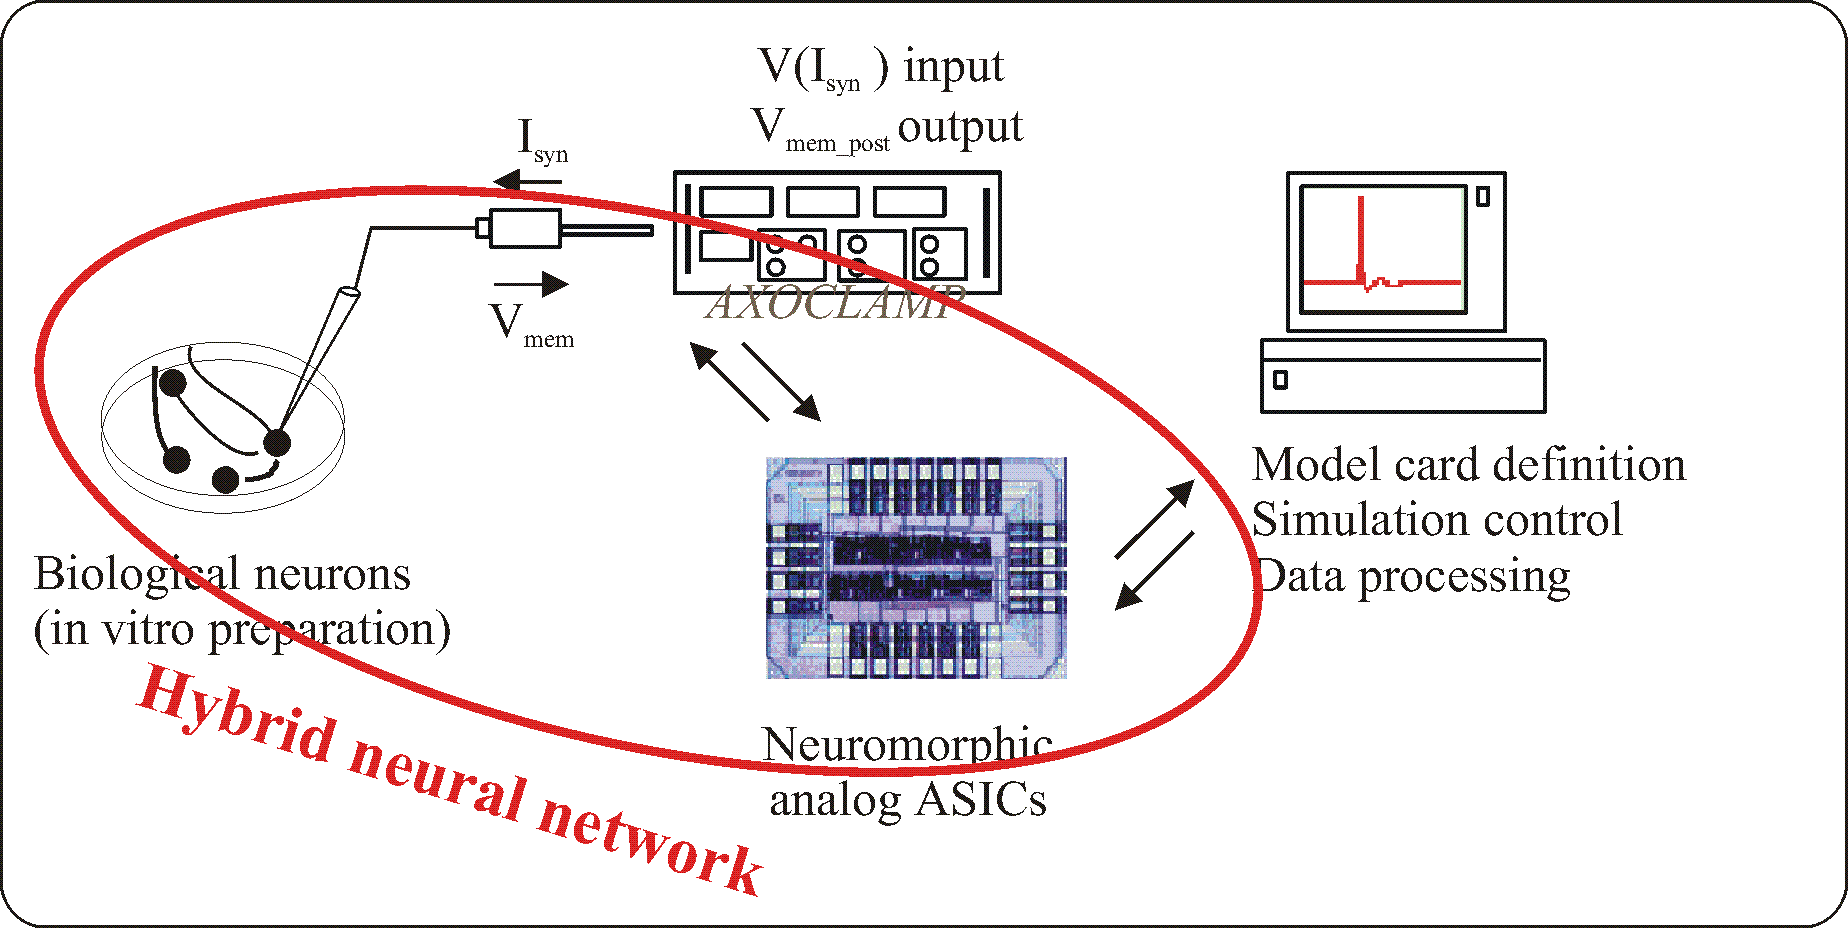 V(Isyn ) input
Vmem_post output
Isyn
Vmem
AXOCLAMP
Model card definition
Simulation control
Data processing
Biological neurons
(in vitro preparation)
Hybrid neural network
Neuromorphic
analog ASICs